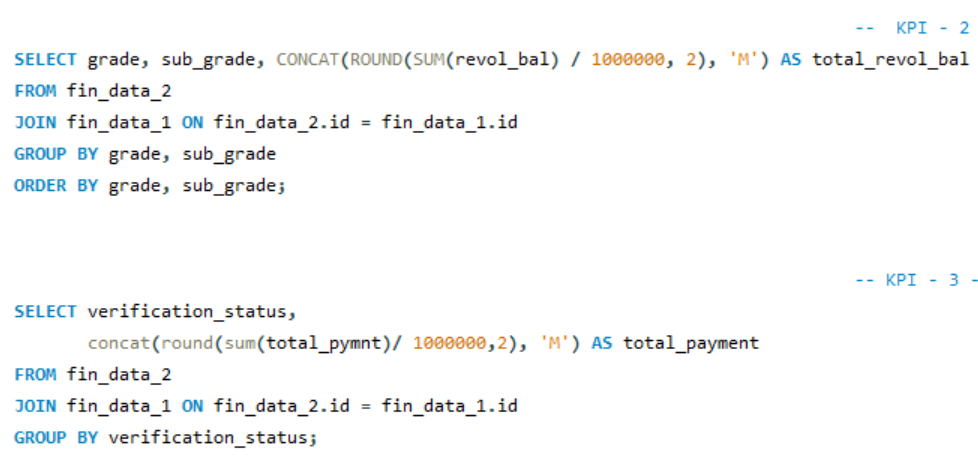 -- KPI - 2
SELECT grade, sub_grade, CONCAT(ROUND(SUM(revol_bal) / 1000000, 2), 'M') AS total_revol_bal
FROM fin_data_2
JOIN fin_data_1 ON fin_data_2.id = fin_data_1.id
GROUP BY grade, sub_grade
ORDER BY grade, sub_grade;
-- KPI - 3 -
SELECT verification_status,
concat(round(sum(total_pymnt)/ 1000000,2), 'M') AS total_payment
FROM fin_data_2
JOIN fin_data_1 ON fin_data_2.id = fin_data_1.id
GROUP BY verification_status;